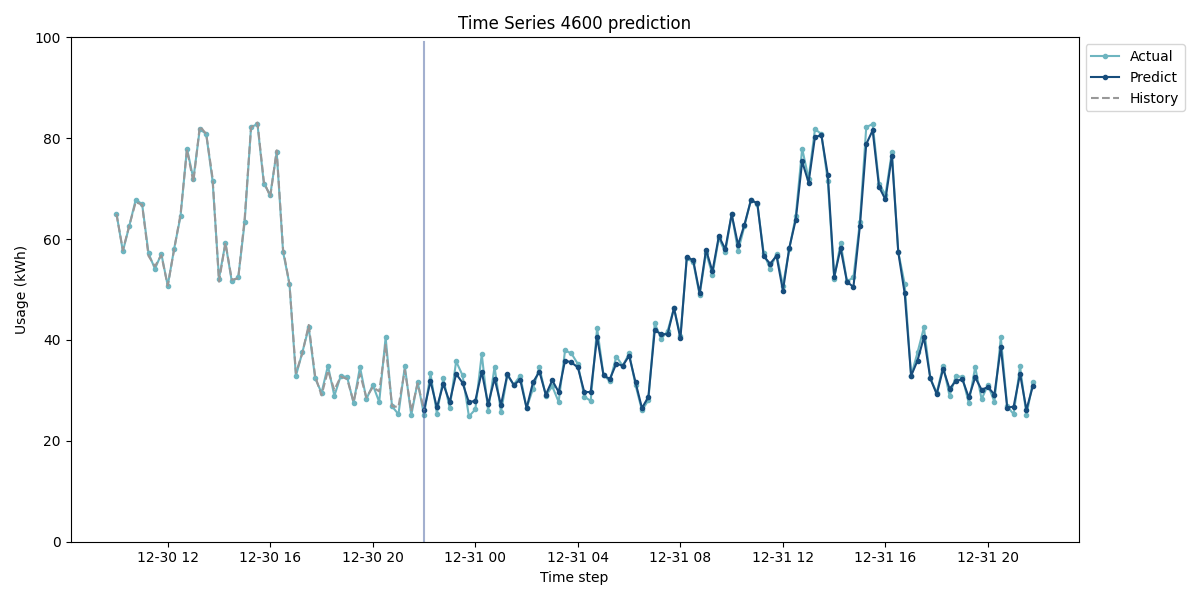 Time Series 4600 prediction
100
80
60
40
20
0
Usage (kWh)
12-30 12
12-30 16
12-30 20
12-31 00
12-31 04
12-31 08
12-31 12
12-31 16
12-31 20
Time step
Actual
Predict
History